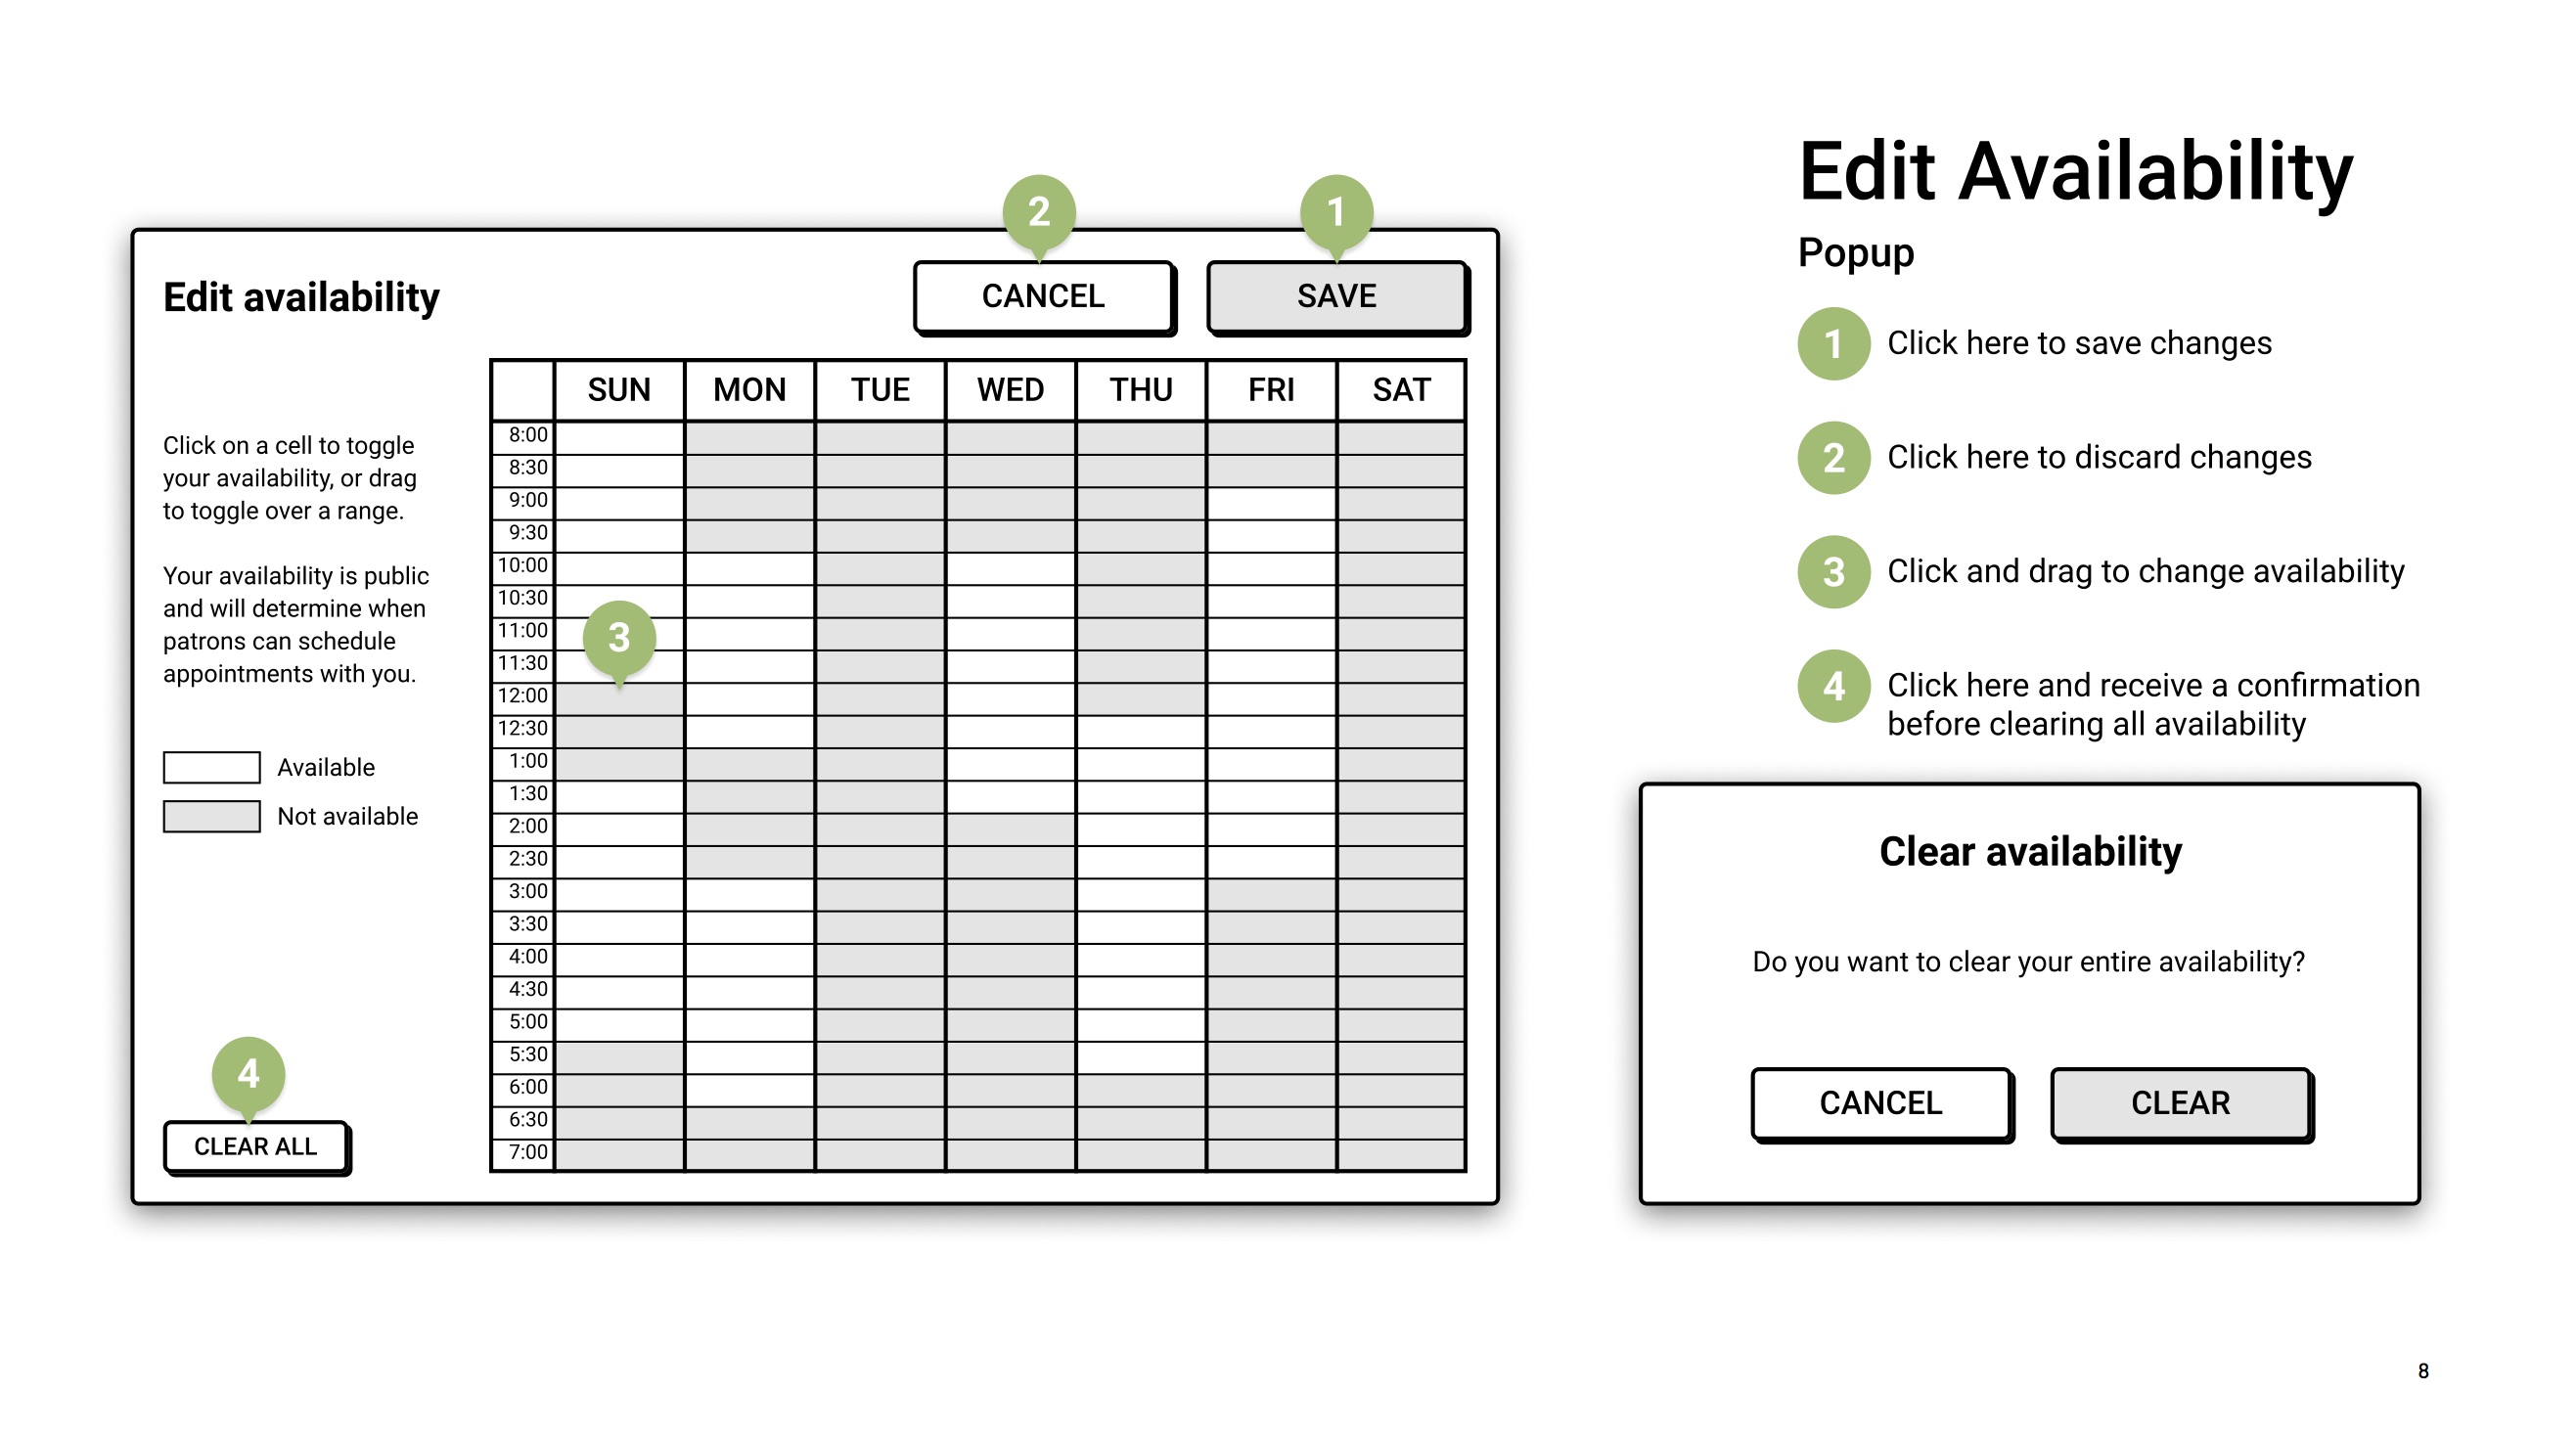 2
1
Edit availability
CANCEL
SAVE
Click on a cell to toggle
your availability, or drag
to toggle over a range.
Your availability is public
and will determine when
patrons can schedule
appointments with you.
Available
Not available
4
CLEAR ALL
SUN MON TUE WED THU FRI SAT
8:00
8:30
9:00
9:30
10:00
10:30
11:00
3
11:30
12:00
12:30
1:00
1:30
2:00
2:30
3:00
3:30
4:00
4:30
5:00
5:30
6:00
6:30
7:00
Edit Availability
Popup
1 Click here to save changes
2 Click here to discard changes
3 Click and drag to change availability
4 Click here and receive a confirmation
before clearing all availability
Clear availability
Do you want to clear your entire availability?
CANCEL
CLEAR
8